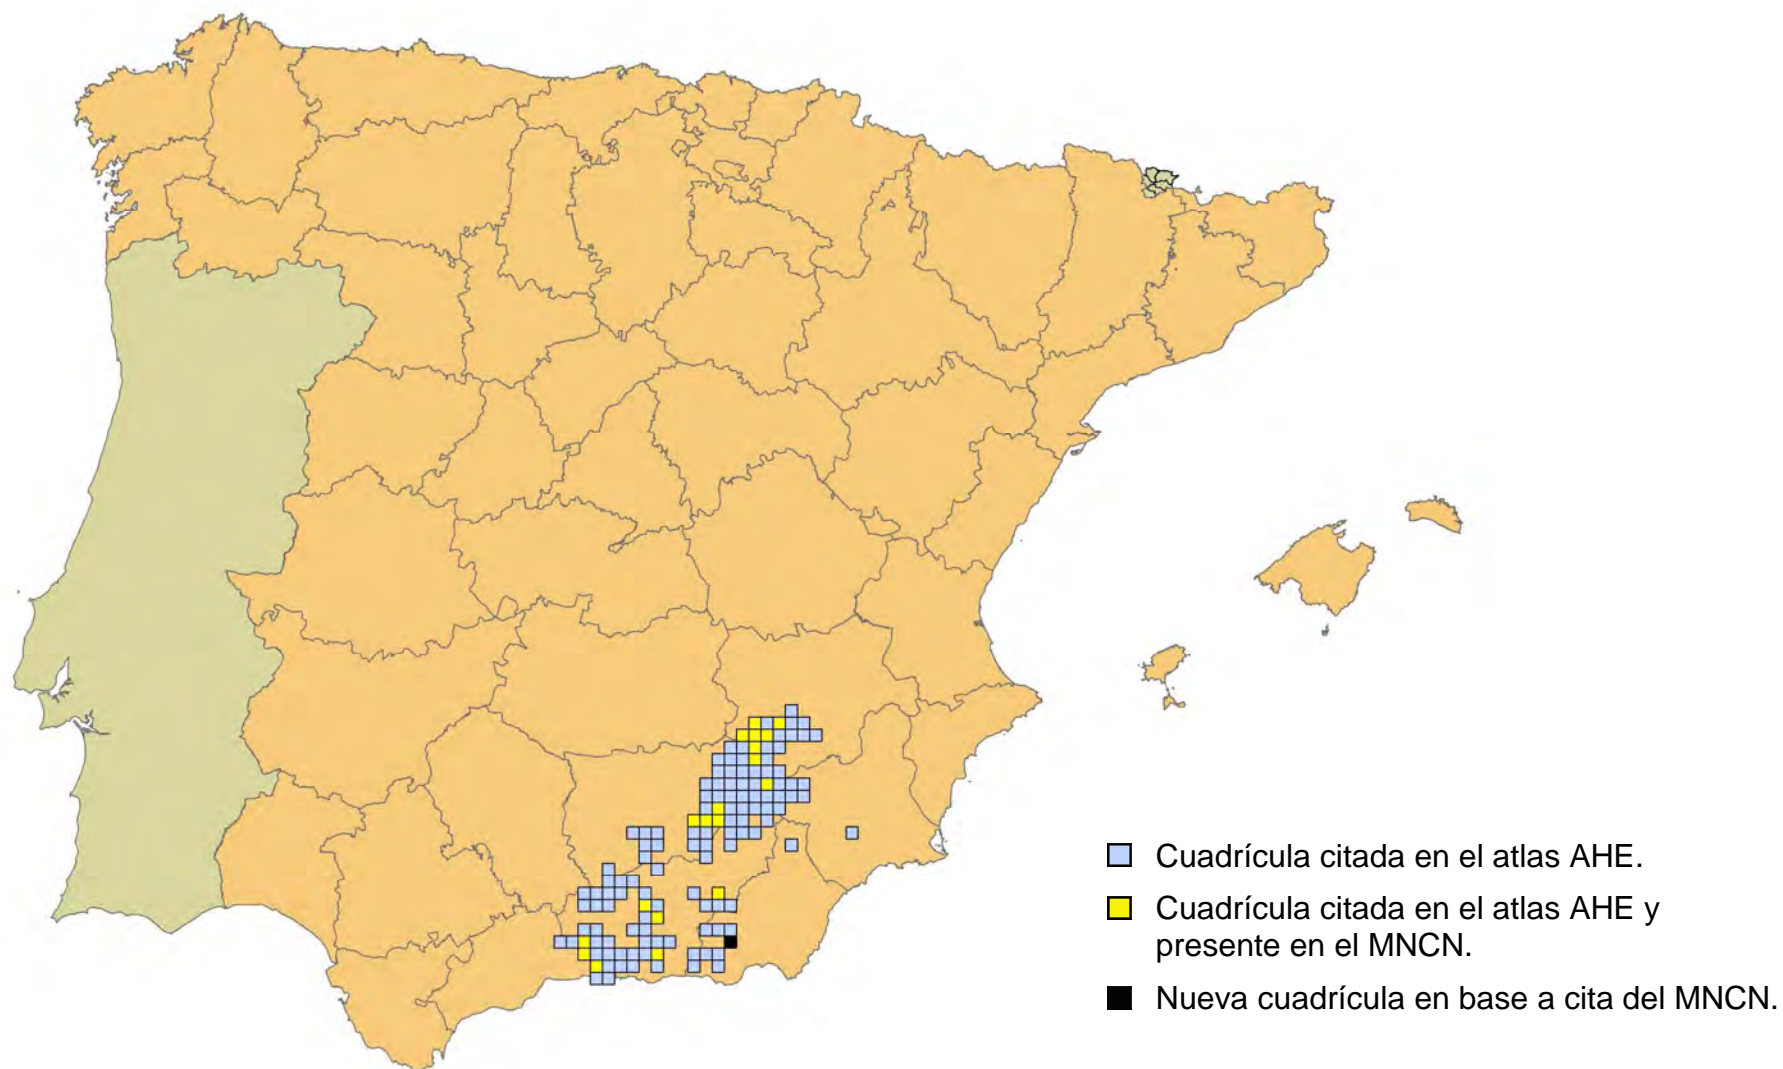 Cuadrícula citada en el atlas AHE.
Cuadrícula citada en el atlas AHE y
presente en el MNCN.
Nueva cuadrícula en base a cita del MNCN.